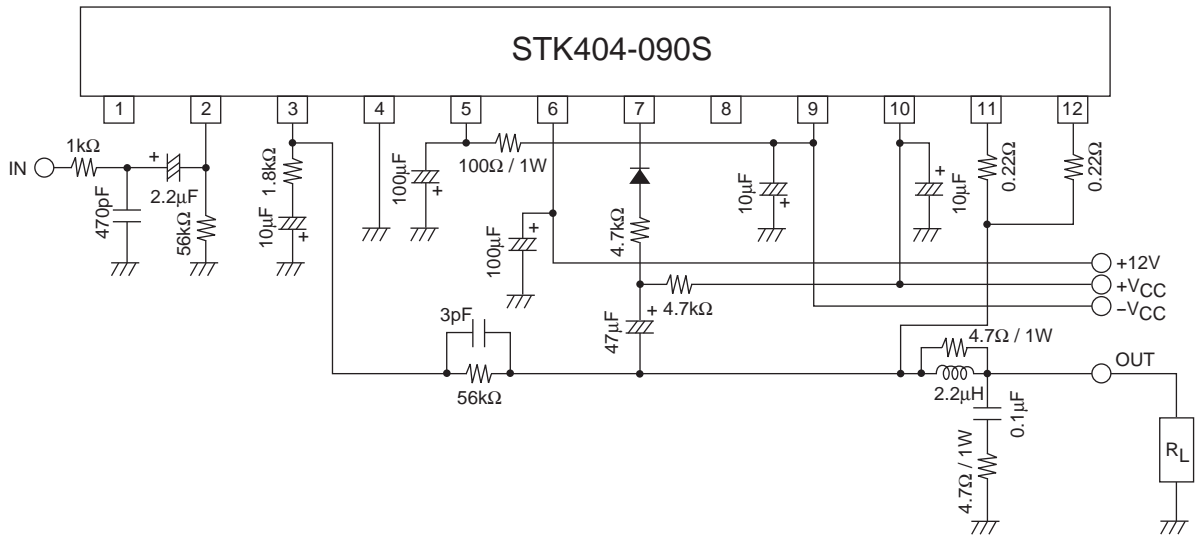 STK404-090S
1 2 3 4 5 6 7 8 9 10 11 12
IN
1kΩ
470pF
+
2.2µF
56kΩ
1.8kΩ
10µF
+
100µF
+
100Ω / 1W
100µF
+
4.7kΩ
4.7kΩ
47µF
+
10µF
+
10µF
+
0.22Ω
0.22Ω
+12V
+VCC
−VCC
3pF
56kΩ
4.7Ω / 1W
2.2µH
OUT
0.1µF
4.7Ω / 1W
RL